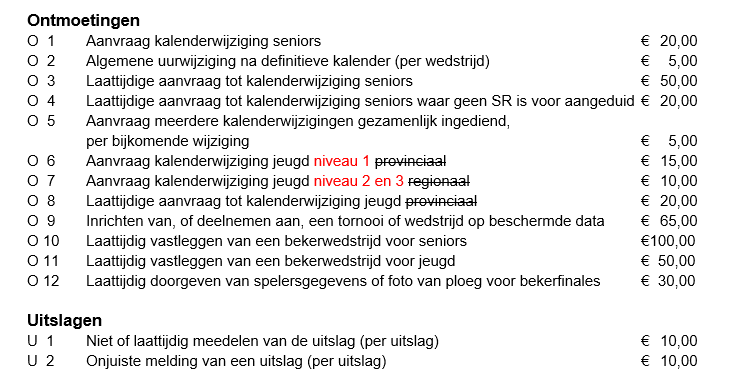 Ontmoetingen
O 1 Aanvraag kalenderwijziging seniors € 20,00
O 2 Algemene uurwijziging na definitieve kalender (per wedstrijd) € 5,00
O 3 Laattijdige aanvraag tot kalenderwijziging seniors € 50,00
O 4 Laattijdige aanvraag tot kalenderwijziging seniors waar geen SR is voor aangeduid € 20,00
O 5 Aanvraag meerdere kalenderwijzigingen gezamenlijk ingediend,
per bijkomende wijziging € 5,00
O 6 Aanvraag kalenderwijziging jeugd niveau 1 provinciaal € 15,00
O 7 Aanvraag kalenderwijziging jeugd niveau 2 en 3 regionaal € 10,00
O 8 Laattijdige aanvraag tot kalenderwijziging jeugd provinciaal € 20,00
O 9 Inrichten van, of deelnemen aan, een tornooi of wedstrijd op beschermde data € 65,00
O 10 Laattijdig vastleggen van een bekerwedstrijd voor seniors €100,00
O 11 Laattijdig vastleggen van een bekerwedstrijd voor jeugd € 50,00
O 12 Laattijdig doorgeven van spelersgegevens of foto van ploeg voor bekerfinales € 30,00
Uitslagen
U 1 Niet of laattijdig meedelen van de uitslag (per uitslag) € 10,00
U 2 Onjuiste melding van een uitslag (per uitslag) € 10,00